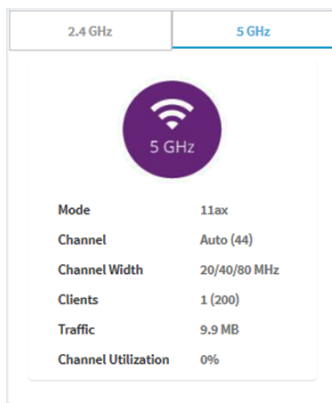 2.4 GHz 5 GHz
5 GHz
Mode 11ax
Channel Auto (44)
Channel Width 20/40/80 MHz
Clients 1 (200)
Traffic 9.9 MB
Channel Utilization 0%